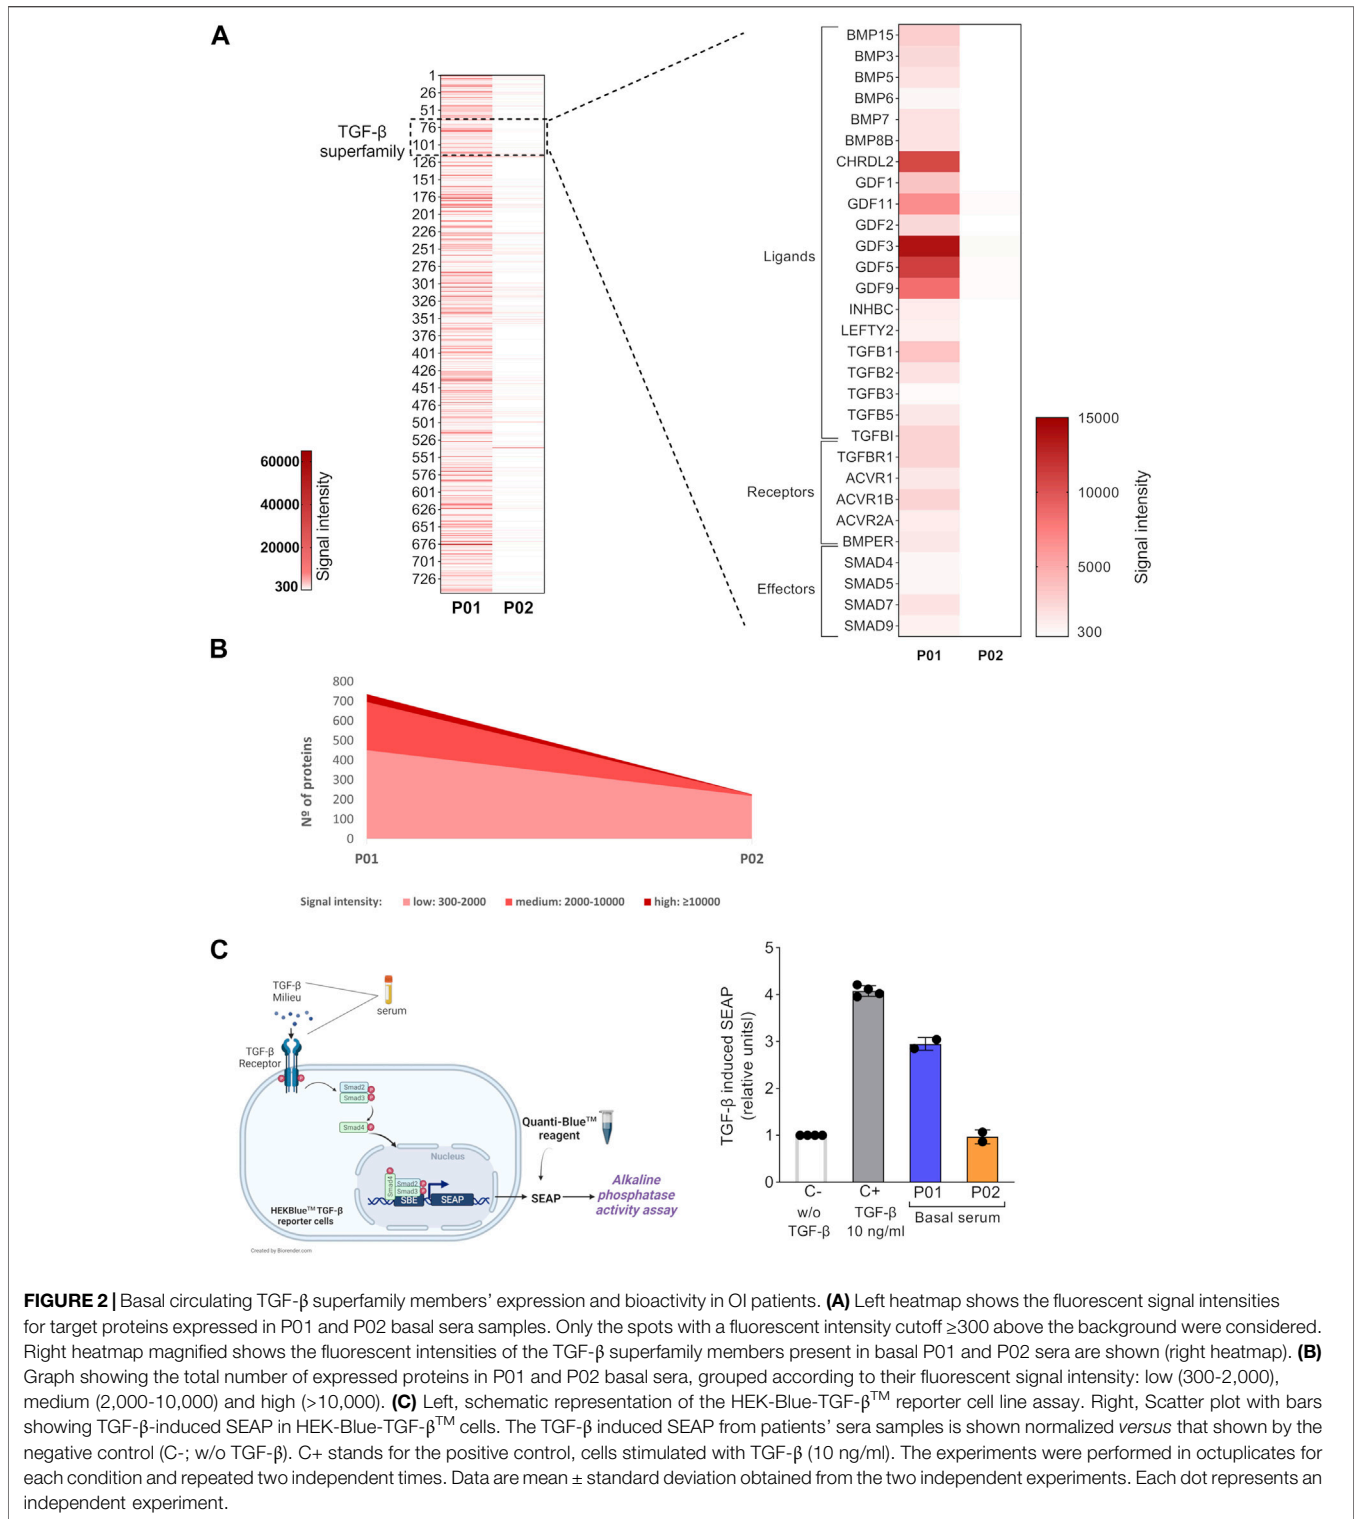 A
TGF-β
superfamily
1
26
51
76
101
126
151
176
201
226
251
276
301
326
351
376
401
426
451
476
501
526
551
576
601
626
651
676
701
726
P01 P02
60000
40000
20000
300
Signal intensity
Ligands
Receptors
Effectors
BMP15
BMP3
BMP5
BMP6
BMP7
BMP8B
CHRDL2
GDF1
GDF11
GDF2
GDF3
GDF5
GDF9
INHBC
LEFTY2
TGFB1
TGFB2
TGFB3
TGFB5
TGFBI
TGFBR1
ACVR1
ACVR1B
ACVR2A
BMPER
SMAD4
SMAD5
SMAD7
SMAD9
P01 P02
15000
10000
5000
300
Signal intensity
B
Nº of proteins
800
700
600
500
400
300
200
100
0
P01 P02
Signal intensity: low: 300-2000 medium: 2000-10000 high: ≥10000
C
TGF-β
Milieu
serum
TGF-β
Receptor
P
P
Smad2
Smad3
P
P
Smad4
P
Nucleus
P
Smad4
Smad2
Smad3
P
P
SBE
SEAP
HEKBlue™ TGF-β
reporter cells
Quanti-Blue™
reagent
SEAP
Alkaline
phosphatase
activity assay
Created by Biorender.com
TGF-β induced SEAP
(relative unitsl)
5
4
3
2
1
0
C- C+ P01 P02
w/o
TGF-β
TGF-β
10 ng/ml
Basal serum
FIGURE 2 | Basal circulating TGF-β superfamily members’ expression and bioactivity in OI patients. (A) Left heatmap shows the fluorescent signal intensities
for target proteins expressed in P01 and P02 basal sera samples. Only the spots with a fluorescent intensity cutoff ≥300 above the background were considered.
Right heatmap magnified shows the fluorescent intensities of the TGF-β superfamily members present in basal P01 and P02 sera are shown (right heatmap). (B)
Graph showing the total number of expressed proteins in P01 and P02 basal sera, grouped according to their fluorescent signal intensity: low (300-2,000),
medium (2,000-10,000) and high (>10,000). (C) Left, schematic representation of the HEK-Blue-TGF-β™ reporter cell line assay. Right, Scatter plot with bars
showing TGF-β-induced SEAP in HEK-Blue-TGF-β™ cells. The TGF-β induced SEAP from patients’ sera samples is shown normalized versus that shown by the
negative control (C-; w/o TGF-β). C+ stands for the positive control, cells stimulated with TGF-β (10 ng/ml). The experiments were performed in octuplicates for
each condition and repeated two independent times. Data are mean ± standard deviation obtained from the two independent experiments. Each dot represents an
independent experiment.